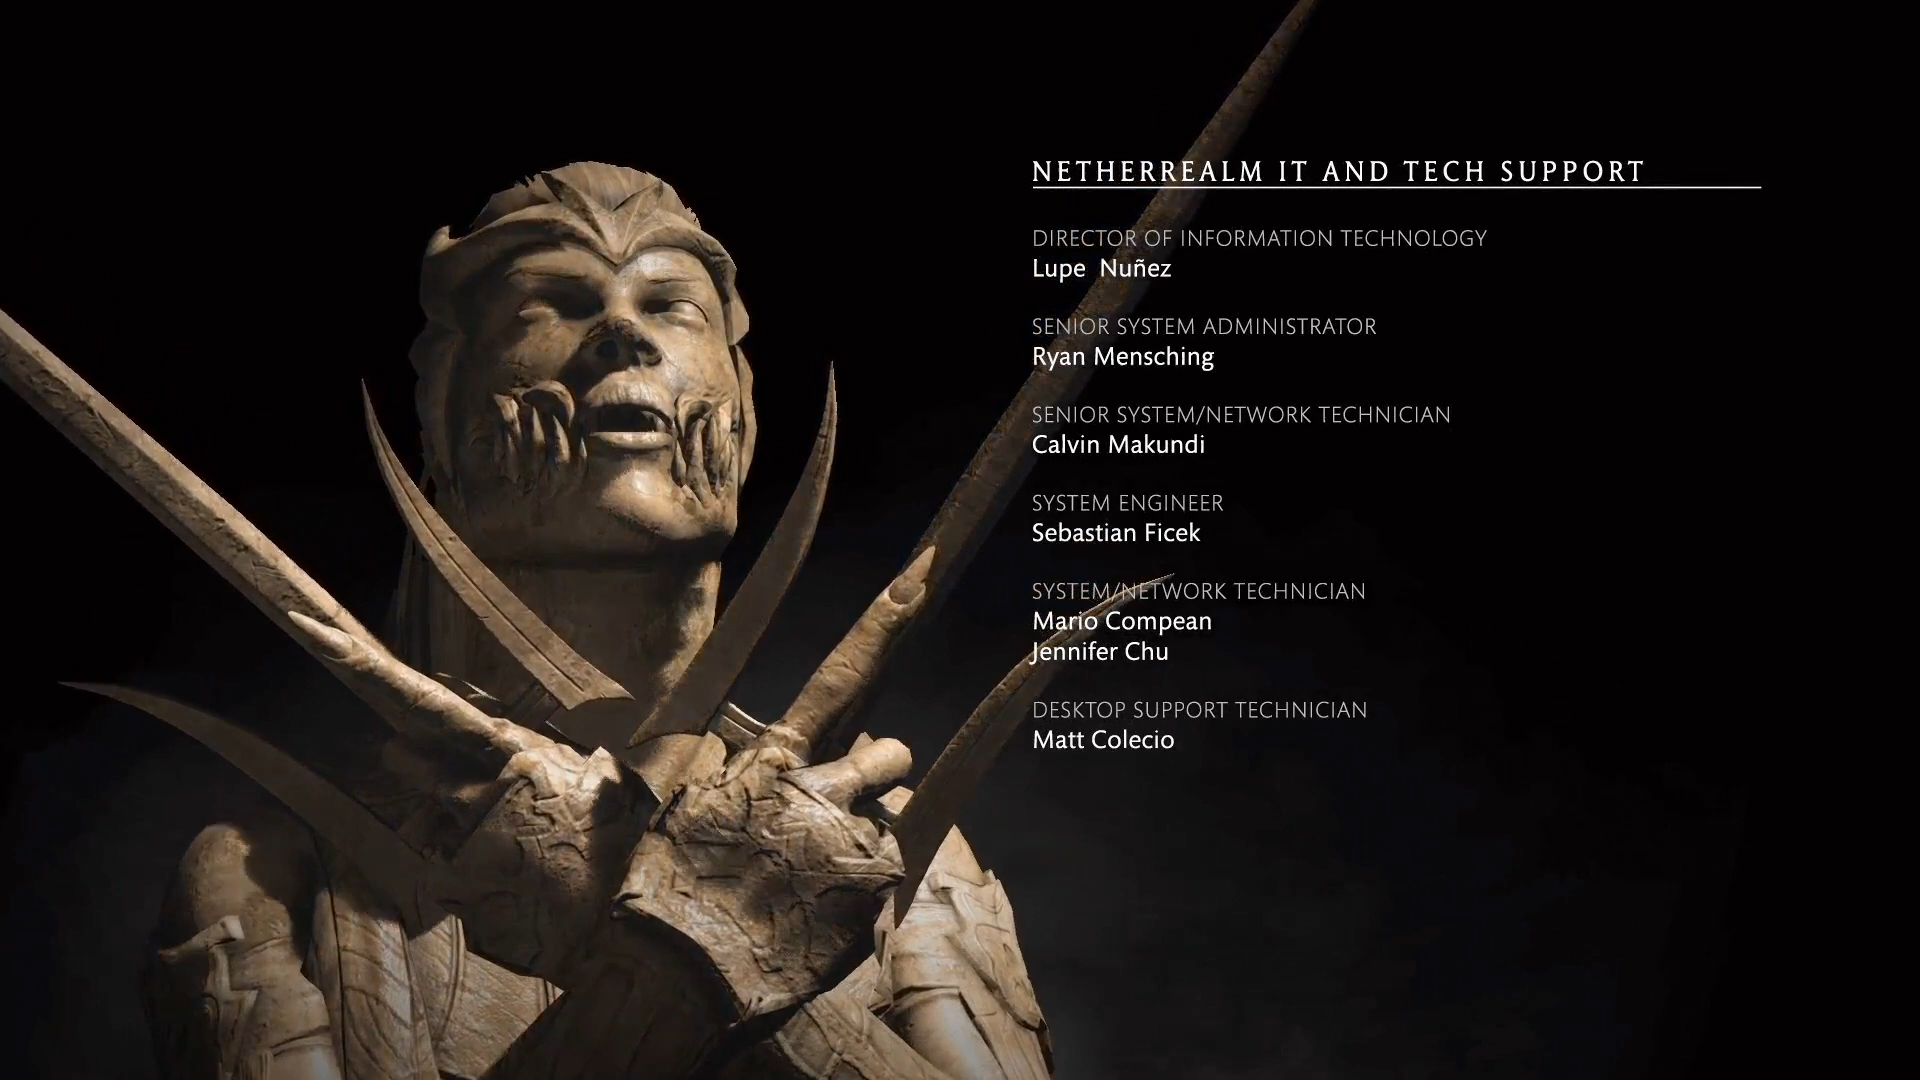 NETHERREALM IT AND TECH SUPPORT
DIRECTOR OF INFORMATION TECHNOLOGY
Lupe Nuñez
SENIOR SYSTEM ADMINISTRATOR
Ryan Mensching
SENIOR SYSTEM/NETWORK TECHNICIAN
Calvin Makundi
SYSTEM ENGINEER
Sebastian Ficek
SYSTEM/NETWORK TECHNICIAN
Mario Compean
Jennifer Chu
DESKTOP SUPPORT TECHNICIAN
Matt Colecio